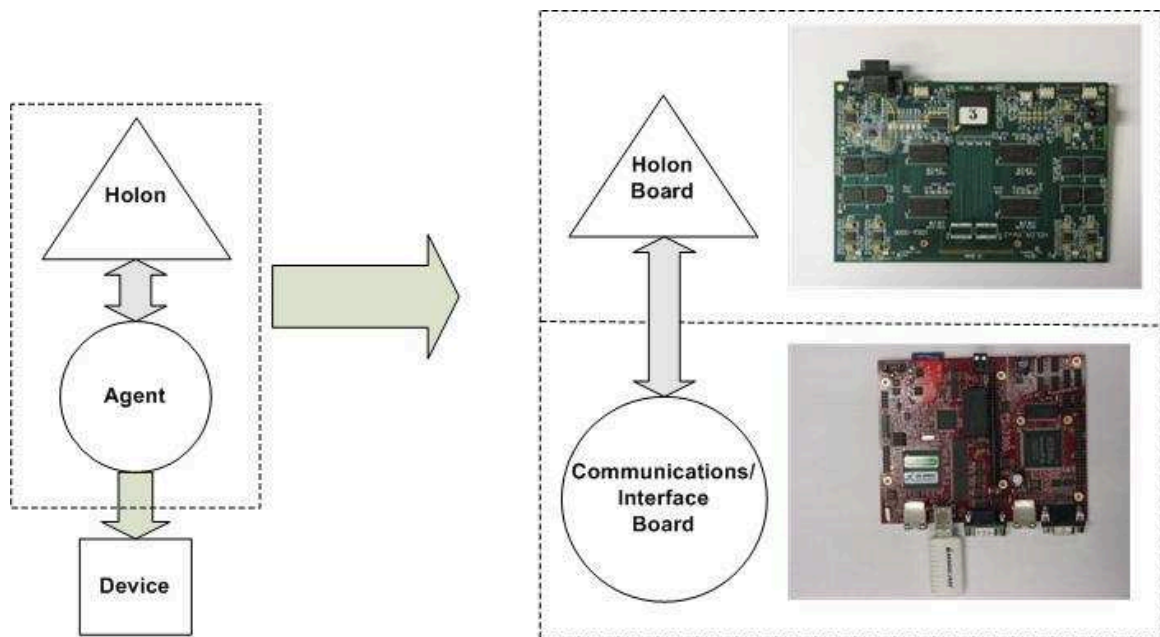 Holon
Agent
Device
Holon
Board
3
Communications/
Interface
Board